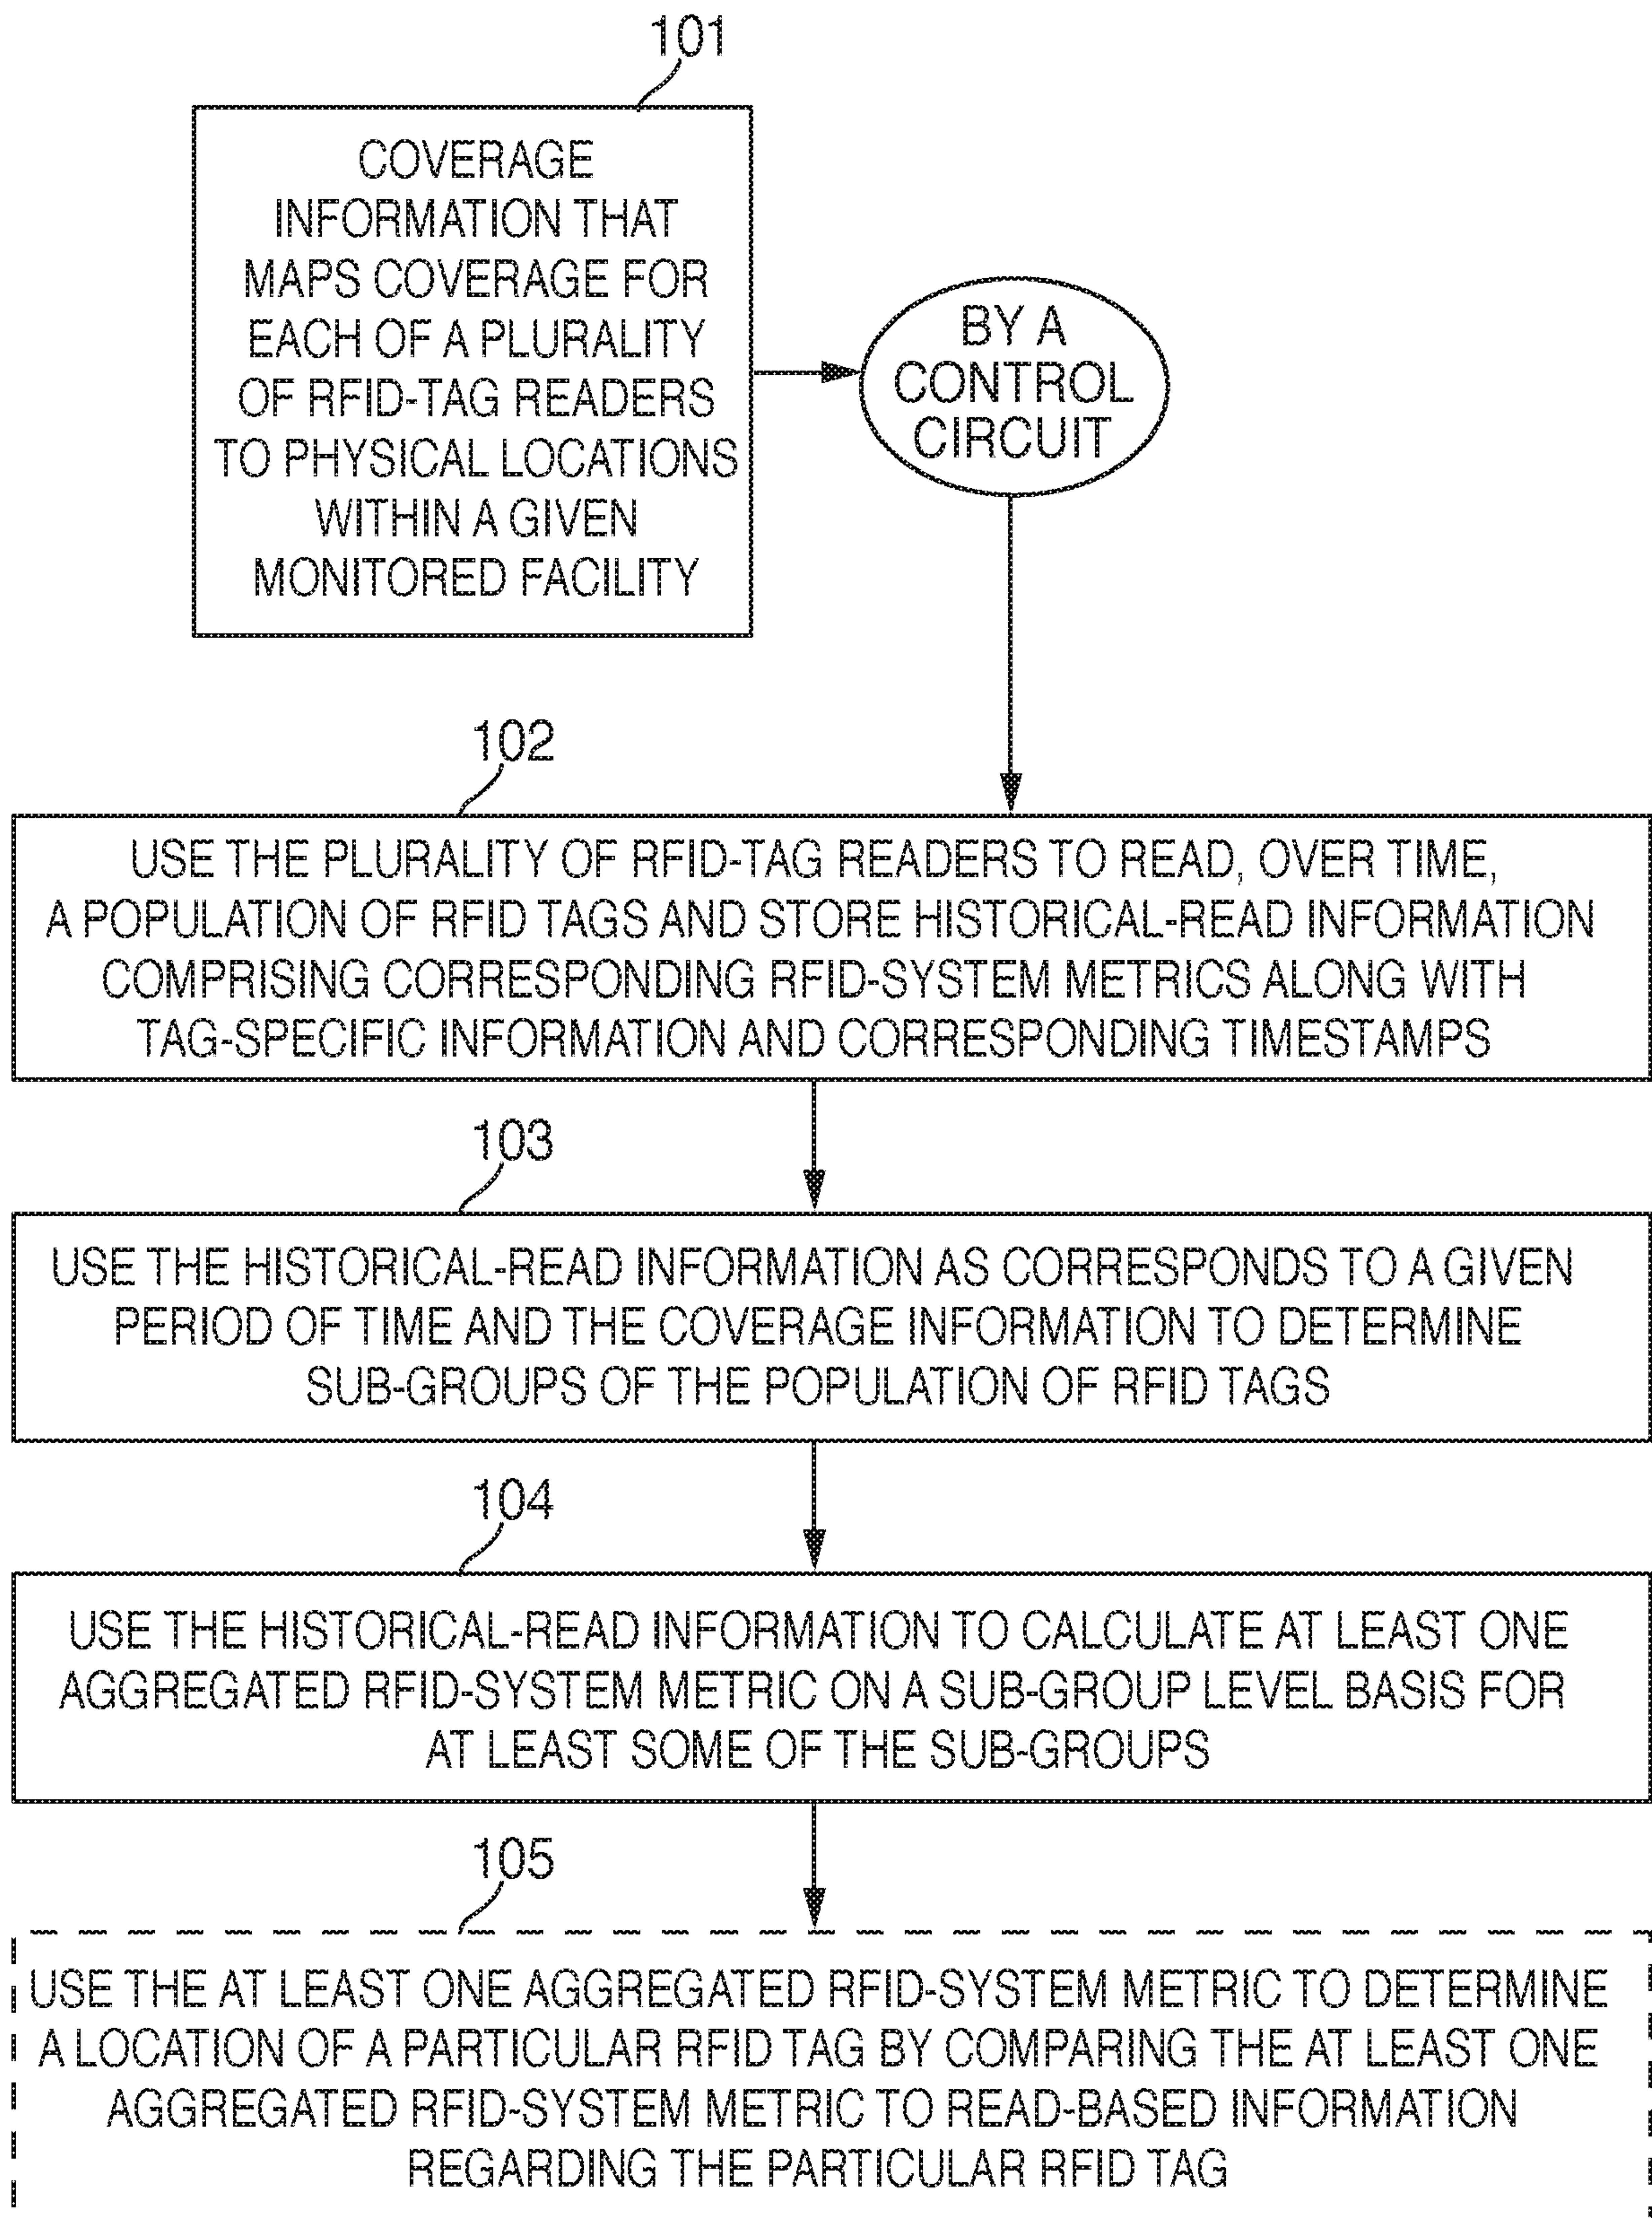 101
COVERAGE
INFORMATION THAT
MAPS COVERAGE FOR
EACH OF A PLURALITY
OF RFID-TAG READERS
TO PHYSICAL LOCATIONS
WITHIN A GIVEN
MONITORED FACILITY
BY A
CONTROL
CIRCUIT
102
USE THE PLURALITY OF RFID-TAG READERS TO READ, OVER TIME,
A POPULATION OF RFID TAGS AND STORE HISTORICAL-READ INFORMATION
COMPRISING CORRESPONDING RFID-SYSTEM METRICS ALONG WITH
TAG-SPECIFIC INFORMATION AND CORRESPONDING TIMESTAMPS
103
USE THE HISTORICAL-READ INFORMATION AS CORRESPONDS TO A GIVEN
PERIOD OF TIME AND THE COVERAGE INFORMATION TO DETERMINE
SUB-GROUPS OF THE POPULATION OF RFID TAGS
104
USE THE HISTORICAL-READ INFORMATION TO CALCULATE AT LEAST ONE
AGGREGATED RFID-SYSTEM METRIC ON A SUB-GROUP LEVEL BASIS FOR
AT LEAST SOME OF THE SUB-GROUPS
105
USE THE AT LEAST ONE AGGREGATED RFID-SYSTEM METRIC TO DETERMINE
A LOCATION OF A PARTICULAR RFID TAG BY COMPARING THE AT LEAST ONE
AGGREGATED RFID-SYSTEM METRIC TO READ-BASED INFORMATION
REGARDING THE PARTICULAR RFID TAG